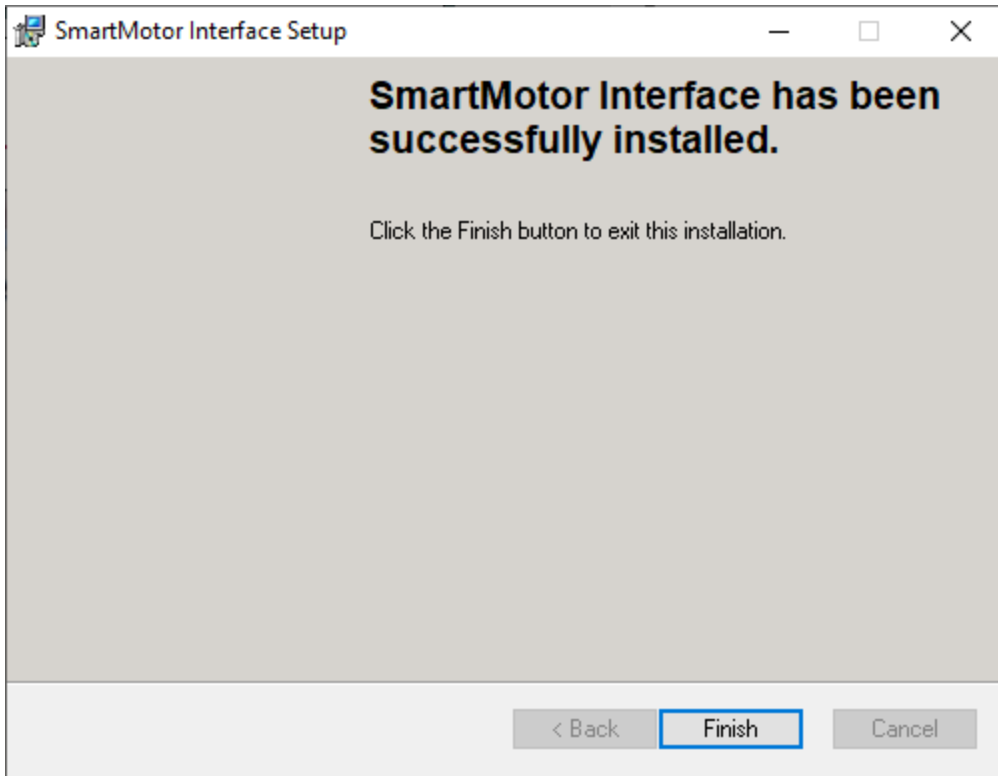 SmartMotor Interface Setup
SmartMotor Interface has been
successfully installed.
Click the Finish button to exit this installation.
< Back
Finish
Cancel